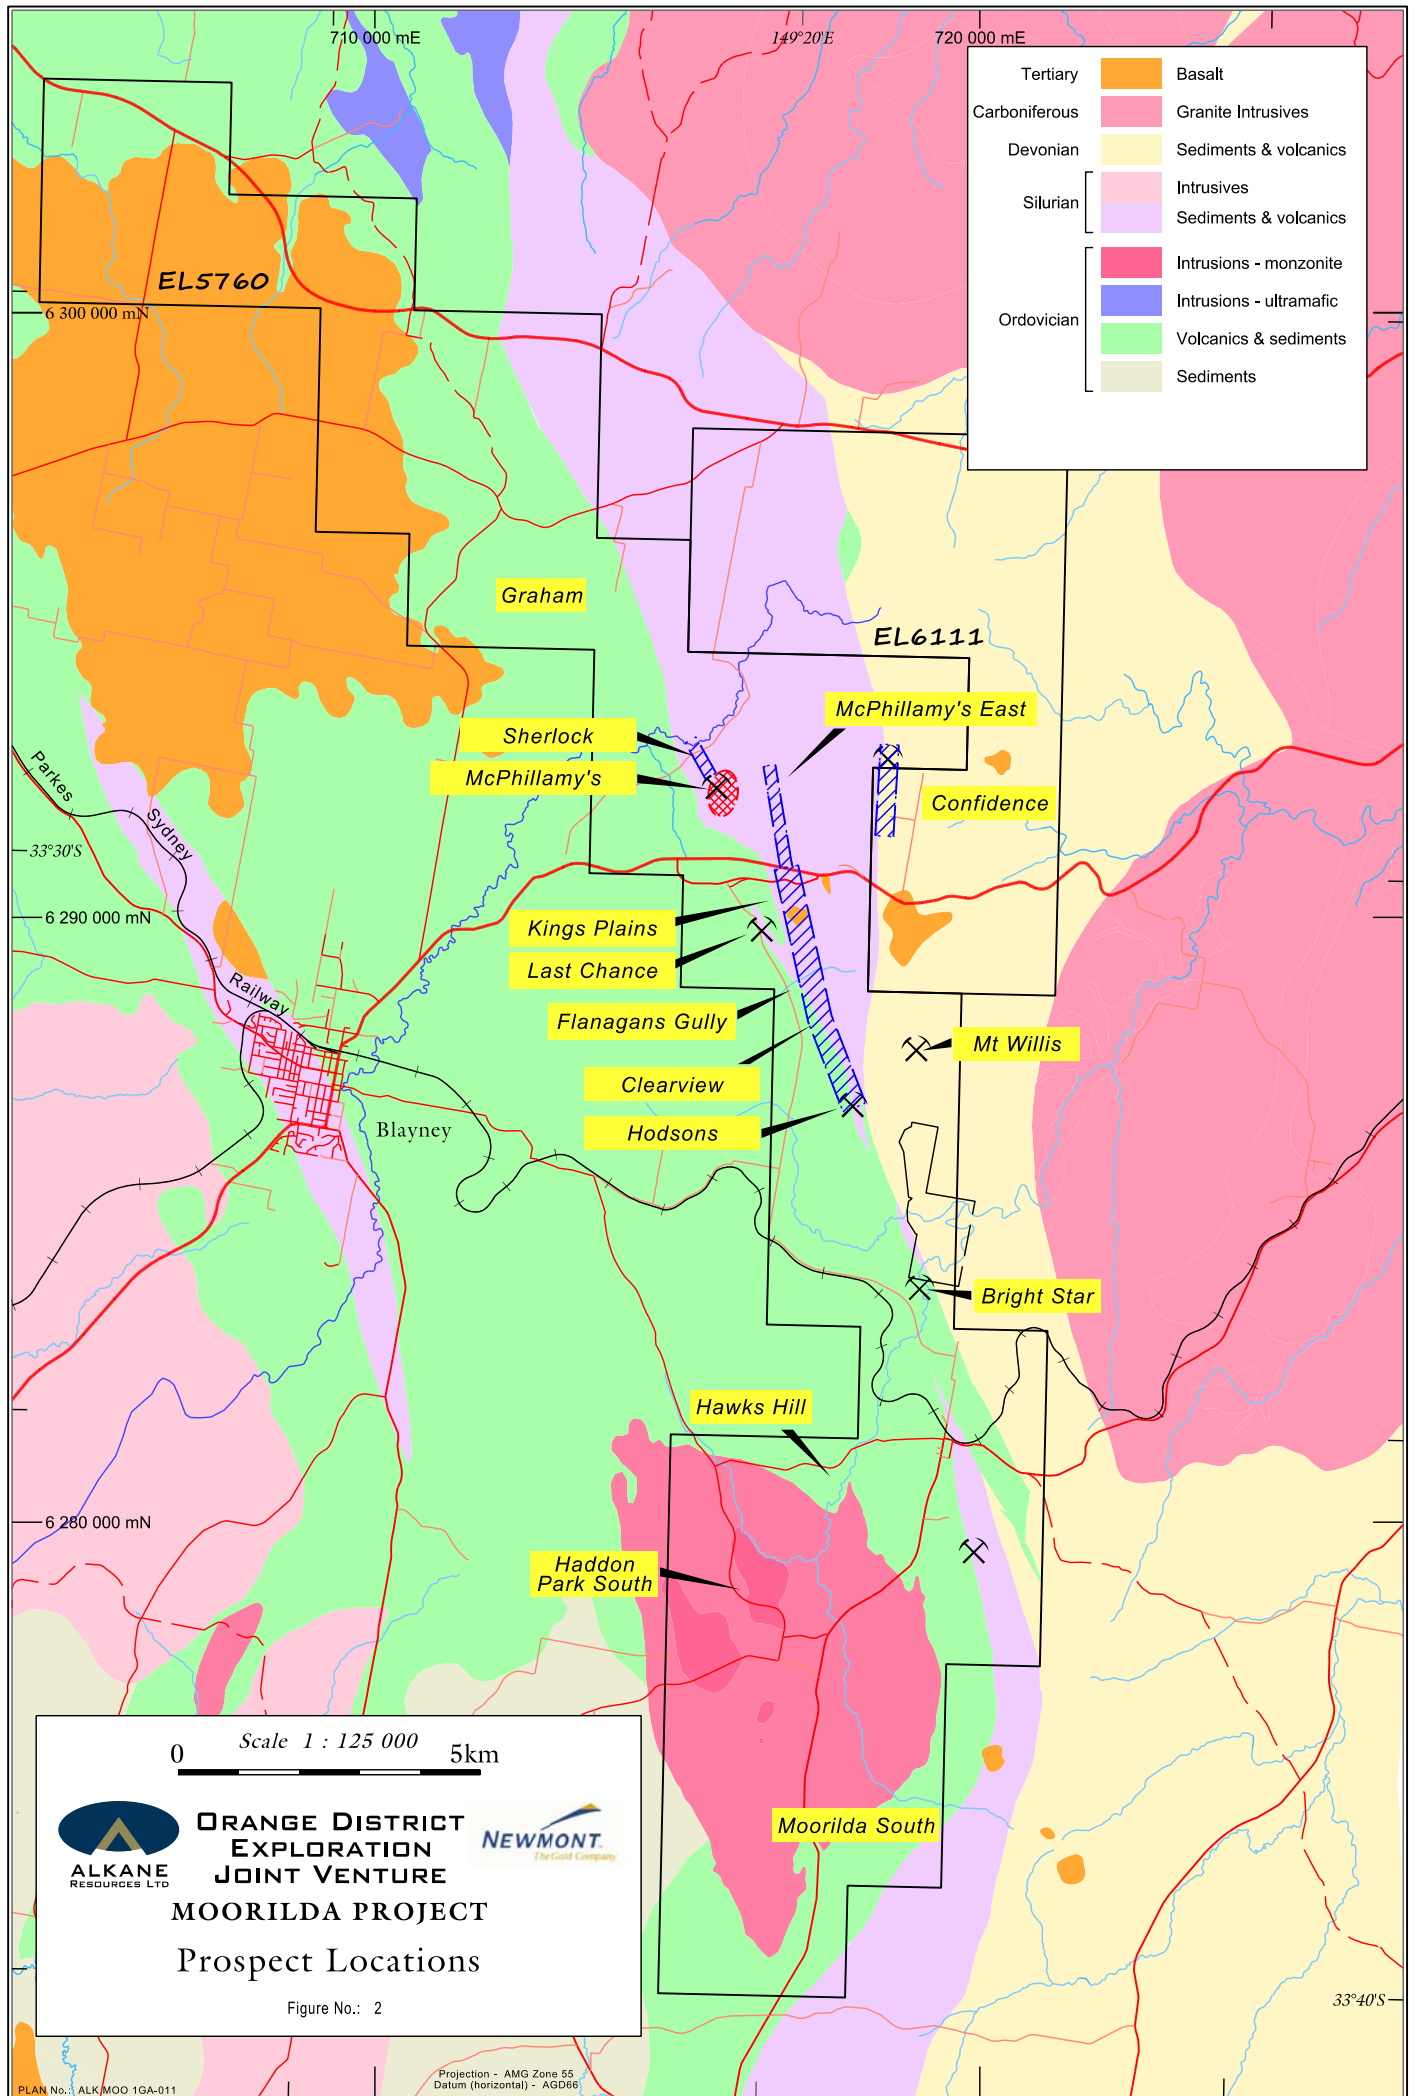 710 000 mE
149°20'E
720 000 mE
Tertiary
Basalt
Carboniferous
Granite Intrusives
Devonian
Sediments & volcanics
Silurian
Intrusives
Sediments & volcanics
Ordovician
Intrusions - monzonite
Intrusions - ultramafic
Volcanics & sediments
Sediments
EL5760
6 300 000 mN
Graham
EL6111
McPhillamy's East
Sherlock
McPhillamy's
Confidence
Parkes
Sydney
Railway
33°30'S
6 290 000 mN
Kings Plains
Last Chance
Flanagans Gully
Mt Willis
Clearview
Blayney
Hodsons
Bright Star
Hawks Hill
6 280 000 mN
Haddon
Park South
Moorilda South
Scale 1 : 125 000
0 5km
ALKANE
RESOURCES LTD
ORANGE DISTRICT
EXPLORATION
JOINT VENTURE
NEWMONT.
The Gold Company
MOORILDA PROJECT
Prospect Locations
Figure No.: 2
33°40'S
Projection - AMG Zone 55
Datum (horizontal) - AGD66
PLAN No.: ALK MOO 1GA-011